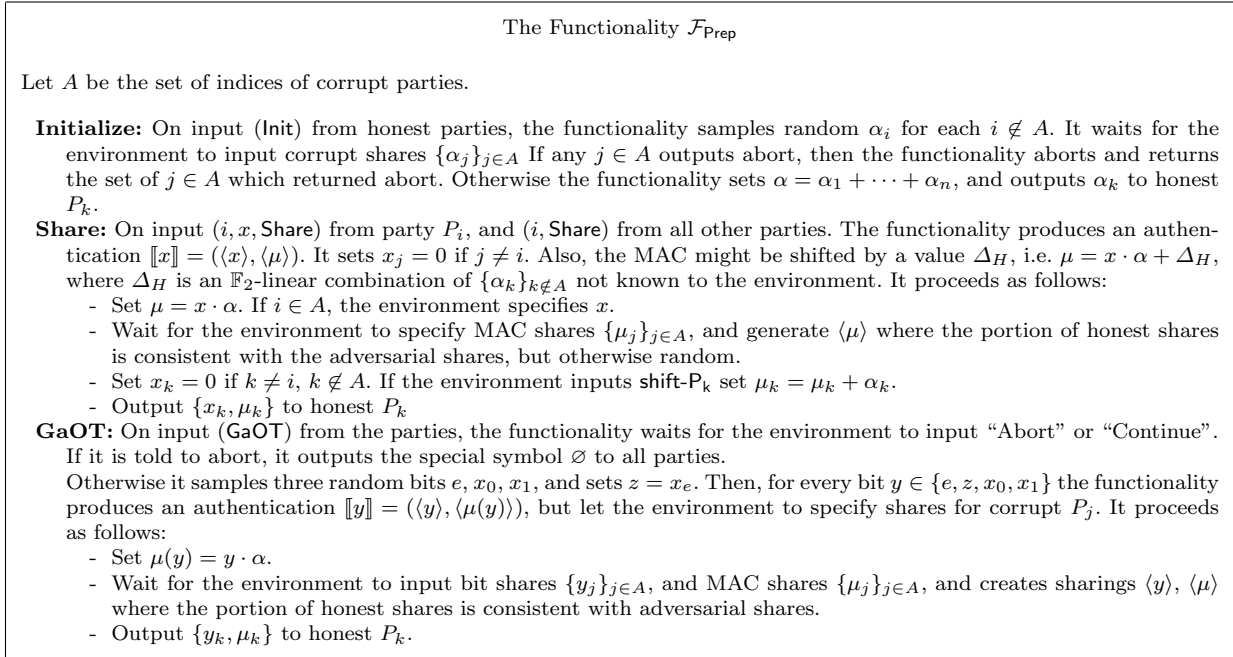 The Functionality ℱ_Prep
Let A be the set of indices of corrupt parties.
Initialize: On input (Init) from honest parties, the functionality samples random α_i for each i ∉ A. It waits for the
environment to input corrupt shares {α_j}_{j∈A} If any j ∈ A outputs abort, then the functionality aborts and returns
the set of j ∈ A which returned abort. Otherwise the functionality sets α = α_1 + ··· + α_n, and outputs α_k to honest
P_k.
Share: On input (i, x, Share) from party P_i, and (i, Share) from all other parties. The functionality produces an authen-
tication ⟦x⟧ = (⟨x⟩, ⟨μ⟩). It sets x_j = 0 if j ≠ i. Also, the MAC might be shifted by a value Δ_H, i.e. μ = x · α + Δ_H,
where Δ_H is an 𝔽_2-linear combination of {α_k}_{k∉A} not known to the environment. It proceeds as follows:
- Set μ = x · α. If i ∈ A, the environment specifies x.
- Wait for the environment to specify MAC shares {μ_j}_{j∈A}, and generate ⟨μ⟩ where the portion of honest shares
is consistent with the adversarial shares, but otherwise random.
- Set x_k = 0 if k ≠ i, k ∉ A. If the environment inputs shift-P_k set μ_k = μ_k + α_k.
- Output {x_k, μ_k} to honest P_k
GaOT: On input (GaOT) from the parties, the functionality waits for the environment to input “Abort” or “Continue”.
If it is told to abort, it outputs the special symbol ∅ to all parties.
Otherwise it samples three random bits e, x_0, x_1, and sets z = x_e. Then, for every bit y ∈ {e, z, x_0, x_1} the functionality
produces an authentication ⟦y⟧ = (⟨y⟩, ⟨μ(y)⟩), but let the environment to specify shares for corrupt P_j. It proceeds
as follows:
- Set μ(y) = y · α.
- Wait for the environment to input bit shares {y_j}_{j∈A}, and MAC shares {μ_j}_{j∈A}, and creates sharings ⟨y⟩, ⟨μ⟩
where the portion of honest shares is consistent with adversarial shares.
- Output {y_k, μ_k} to honest P_k.